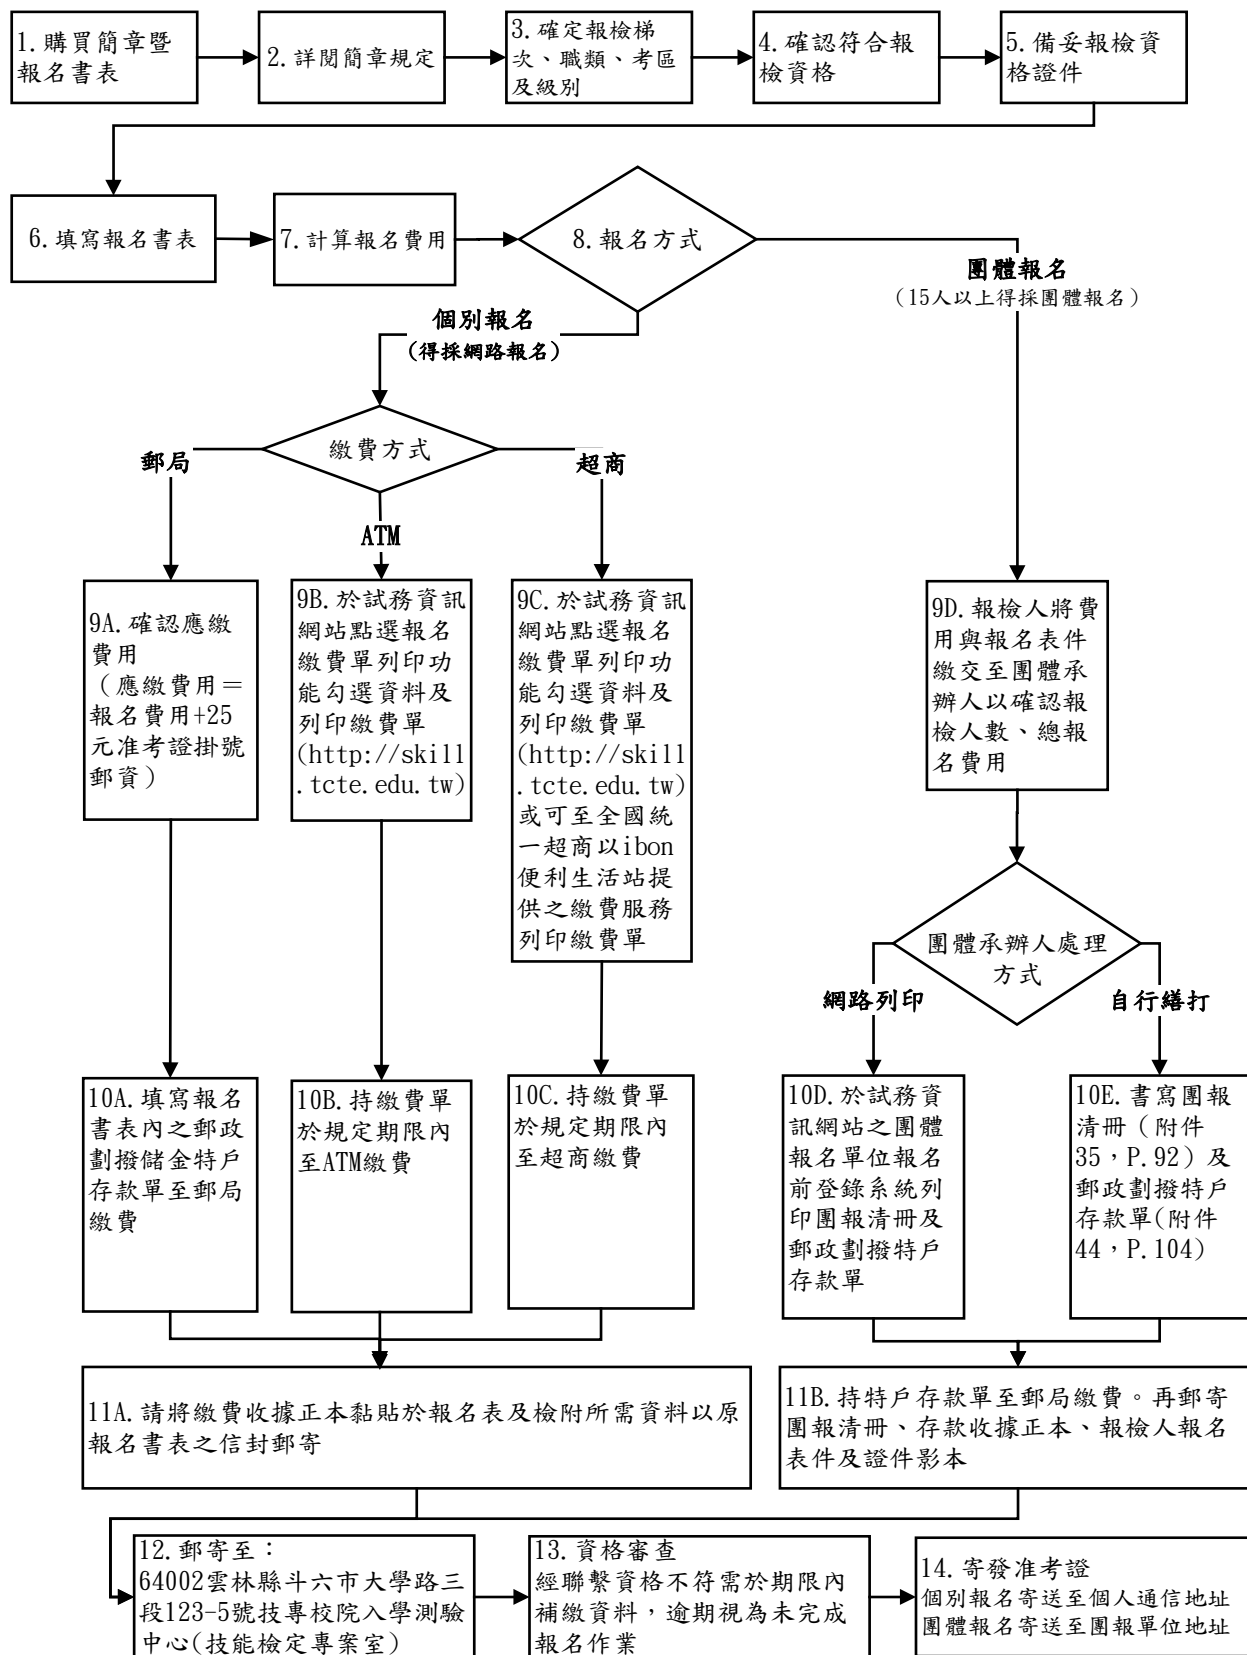 1.購買簡章暨
報名書表
2.詳閱簡章規定
3.確定報檢梯
次、職類、考區
及級別
4.確認符合報
檢資格
5.備妥報檢資
格證件
6.填寫報名書表
7.計算報名費用
8.報名方式
團體報名
（15人以上得採團體報名）
個別報名
(得採網路報名)
繳費方式
郵局
ATM
超商
9A.確認應繳
費用
（應繳費用＝
報名費用+25
元准考證掛號
郵資）
9B.於試務資訊
網站點選報名
繳費單列印功
能勾選資料及
列印繳費單
(http://skill
.tcte.edu.tw)
9C.於試務資訊
網站點選報名
繳費單列印功
能勾選資料及
列印繳費單
(http://skill
.tcte.edu.tw)
或可至全國統
一超商以ibon
便利生活站提
供之繳費服務
列印繳費單
9D.報檢人將費
用與報名表件
繳交至團體承
辦人以確認報
檢人數、總報
名費用
團體承辦人處理
方式
網路列印
自行繕打
10A.填寫報名
書表內之郵政
劃撥儲金特戶
存款單至郵局
繳費
10B.持繳費單
於規定期限內
至ATM繳費
10C.持繳費單
於規定期限內
至超商繳費
10D.於試務資
訊網站之團體
報名單位報名
前登錄系統列
印團報清冊及
郵政劃撥特戶
存款單
10E.書寫團報
清冊（附件
35，P.92）及
郵政劃撥特戶
存款單(附件
44，P.104)
11A.請將繳費收據正本黏貼於報名表及檢附所需資料以原
報名書表之信封郵寄
11B.持特戶存款單至郵局繳費。再郵寄
團報清冊、存款收據正本、報檢人報名
表件及證件影本
12.郵寄至：
64002雲林縣斗六市大學路三
段123-5號技專校院入學測驗
中心(技能檢定專案室)
13.資格審查
經聯繫資格不符需於期限內
補繳資料，逾期視為未完成
報名作業
14.寄發准考證
個別報名寄送至個人通信地址
團體報名寄送至團報單位地址